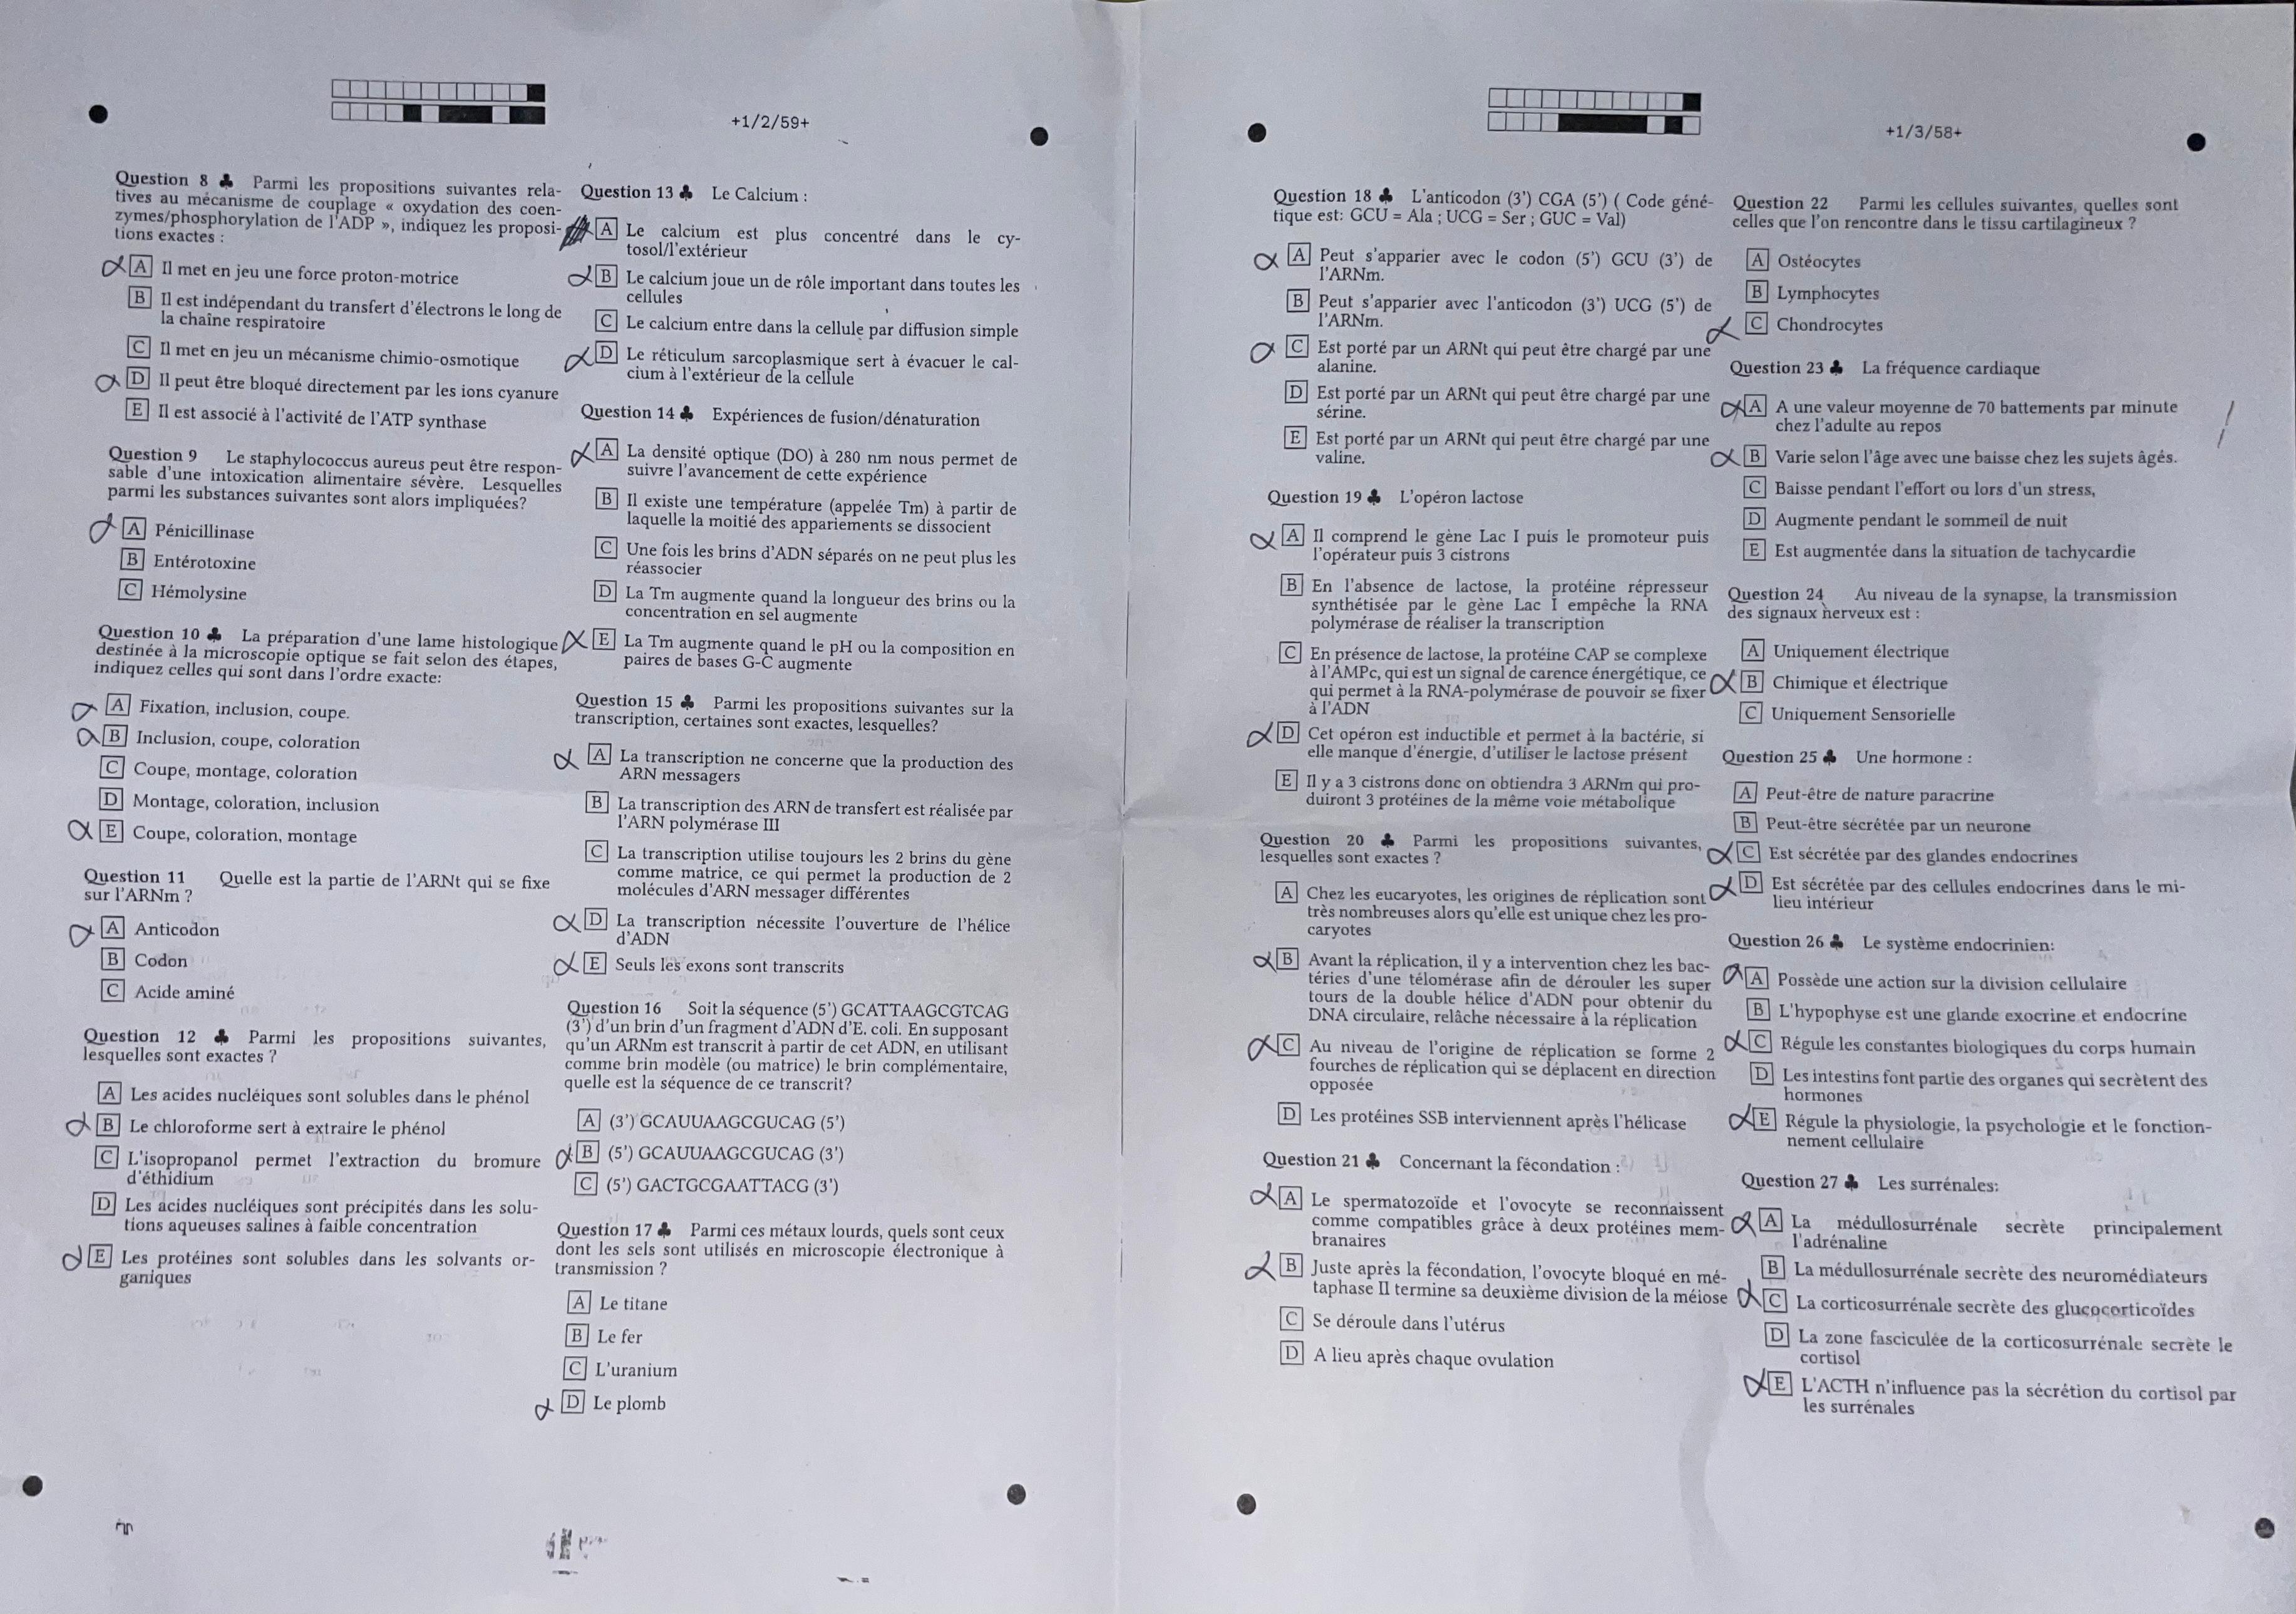 +1/2/59+
Question 8 ♣ Parmi les propositions suivantes rela-
tives au mécanisme de couplage « oxydation des coen-
zymes/phosphorylation de l'ADP », indiquez les proposi-
tions exactes :
A Il met en jeu une force proton-motrice
B Il est indépendant du transfert d'électrons le long de
la chaîne respiratoire
C Il met en jeu un mécanisme chimio-osmotique
D Il peut être bloqué directement par les ions cyanure
E Il est associé à l'activité de l'ATP synthase
Question 9 Le staphylococcus aureus peut être respon-
sable d'une intoxication alimentaire sévère. Lesquelles
parmi les substances suivantes sont alors impliquées?
A Pénicillinase
B Entérotoxine
C Hémolysine
Question 10 ♣ La préparation d'une lame histologique
destinée à la microscopie optique se fait selon des étapes,
indiquez celles qui sont dans l'ordre exacte:
A Fixation, inclusion, coupe.
B Inclusion, coupe, coloration
C Coupe, montage, coloration
D Montage, coloration, inclusion
E Coupe, coloration, montage
Question 11 Quelle est la partie de l'ARNt qui se fixe
sur l'ARNm ?
A Anticodon
B Codon
C Acide aminé
Question 12 ♣ Parmi les propositions suivantes,
lesquelles sont exactes ?
A Les acides nucléiques sont solubles dans le phénol
B Le chloroforme sert à extraire le phénol
C L'isopropanol permet l'extraction du bromure
d'éthidium
D Les acides nucléiques sont précipités dans les solu-
tions aqueuses salines à faible concentration
E Les protéines sont solubles dans les solvants or-
ganiques
Question 13 ♣ Le Calcium :
A Le calcium est plus concentré dans le cy-
tosol/l'extérieur
B Le calcium joue un de rôle important dans toutes les
cellules
C Le calcium entre dans la cellule par diffusion simple
D Le réticulum sarcoplasmique sert à évacuer le cal-
cium à l'extérieur de la cellule
Question 14 ♣ Expériences de fusion/dénaturation
A La densité optique (DO) à 280 nm nous permet de
suivre l'avancement de cette expérience
B Il existe une température (appelée Tm) à partir de
laquelle la moitié des appariements se dissocient
C Une fois les brins d'ADN séparés on ne peut plus les
réassocier
D La Tm augmente quand la longueur des brins ou la
concentration en sel augmente
E La Tm augmente quand le pH ou la composition en
paires de bases G-C augmente
Question 15 ♣ Parmi les propositions suivantes sur la
transcription, certaines sont exactes, lesquelles?
A La transcription ne concerne que la production des
ARN messagers
B La transcription des ARN de transfert est réalisée par
l'ARN polymérase III
C La transcription utilise toujours les 2 brins du gène
comme matrice, ce qui permet la production de 2
molécules d'ARN messager différentes
D La transcription nécessite l'ouverture de l'hélice
d'ADN
E Seuls les exons sont transcrits
Question 16 Soit la séquence (5') GCATTAAGCGTCAG
(3') d'un brin d'un fragment d'ADN d'E. coli. En supposant
qu'un ARNm est transcrit à partir de cet ADN, en utilisant
comme brin modèle (ou matrice) le brin complémentaire,
quelle est la séquence de ce transcrit?
A (3') GCAUUAAGCGUCAG (5')
B (5') GCAUUAAGCGUCAG (3')
C (5') GACTGCGAATTACG (3')
Question 17 ♣ Parmi ces métaux lourds, quels sont ceux
dont les sels sont utilisés en microscopie électronique à
transmission ?
A Le titane
B Le fer
C L'uranium
D Le plomb
+1/3/58+
Question 18 ♣ L'anticodon (3') CGA (5') ( Code géné-
tique est: GCU = Ala ; UCG = Ser ; GUC = Val)
A Peut s'apparier avec le codon (5') GCU (3') de
l'ARNm.
B Peut s'apparier avec l'anticodon (3') UCG (5') de
l'ARNm.
C Est porté par un ARNt qui peut être chargé par une
alanine.
D Est porté par un ARNt qui peut être chargé par une
sérine.
E Est porté par un ARNt qui peut être chargé par une
valine.
Question 19 ♣ L'opéron lactose
A Il comprend le gène Lac I puis le promoteur puis
l'opérateur puis 3 cistrons
B En l'absence de lactose, la protéine répresseur
synthétisée par le gène Lac I empêche la RNA
polymérase de réaliser la transcription
C En présence de lactose, la protéine CAP se complexe
à l'AMPc, qui est un signal de carence énergétique, ce
qui permet à la RNA-polymérase de pouvoir se fixer
à l'ADN
D Cet opéron est inductible et permet à la bactérie, si
elle manque d'énergie, d'utiliser le lactose présent
E Il y a 3 cistrons donc on obtiendra 3 ARNm qui pro-
duiront 3 protéines de la même voie métabolique
Question 20 ♣ Parmi les propositions suivantes,
lesquelles sont exactes ?
A Chez les eucaryotes, les origines de réplication sont
très nombreuses alors qu'elle est unique chez les pro-
caryotes
B Avant la réplication, il y a intervention chez les bac-
téries d'une télomérase afin de dérouler les super
tours de la double hélice d'ADN pour obtenir du
DNA circulaire, relâche nécessaire à la réplication
C Au niveau de l'origine de réplication se forme 2
fourches de réplication qui se déplacent en direction
opposée
D Les protéines SSB interviennent après l'hélicase
Question 21 ♣ Concernant la fécondation :
A Le spermatozoïde et l'ovocyte se reconnaissent
comme compatibles grâce à deux protéines mem-
branaires
B Juste après la fécondation, l'ovocyte bloqué en mé-
taphase II termine sa deuxième division de la méiose
C Se déroule dans l'utérus
D A lieu après chaque ovulation
Question 22 Parmi les cellules suivantes, quelles sont
celles que l'on rencontre dans le tissu cartilagineux ?
A Ostéocytes
B Lymphocytes
C Chondrocytes
Question 23 ♣ La fréquence cardiaque
A A une valeur moyenne de 70 battements par minute
chez l'adulte au repos
B Varie selon l'âge avec une baisse chez les sujets âgés.
C Baisse pendant l'effort ou lors d'un stress,
D Augmente pendant le sommeil de nuit
E Est augmentée dans la situation de tachycardie
Question 24 Au niveau de la synapse, la transmission
des signaux nerveux est :
A Uniquement électrique
B Chimique et électrique
C Uniquement Sensorielle
Question 25 ♣ Une hormone :
A Peut-être de nature paracrine
B Peut-être sécrétée par un neurone
C Est sécrétée par des glandes endocrines
D Est sécrétée par des cellules endocrines dans le mi-
lieu intérieur
Question 26 ♣ Le système endocrinien:
A Possède une action sur la division cellulaire
B L'hypophyse est une glande exocrine et endocrine
C Régule les constantes biologiques du corps humain
D Les intestins font partie des organes qui secrètent des
hormones
E Régule la physiologie, la psychologie et le fonction-
nement cellulaire
Question 27 ♣ Les surrénales:
A La médullosurrénale secrète principalement
l'adrénaline
B La médullosurrénale secrète des neuromédiateurs
C La corticosurrénale secrète des glucocorticoïdes
D La zone fasciculée de la corticosurrénale secrète le
cortisol
E L'ACTH n'influence pas la sécrétion du cortisol par
les surrénales